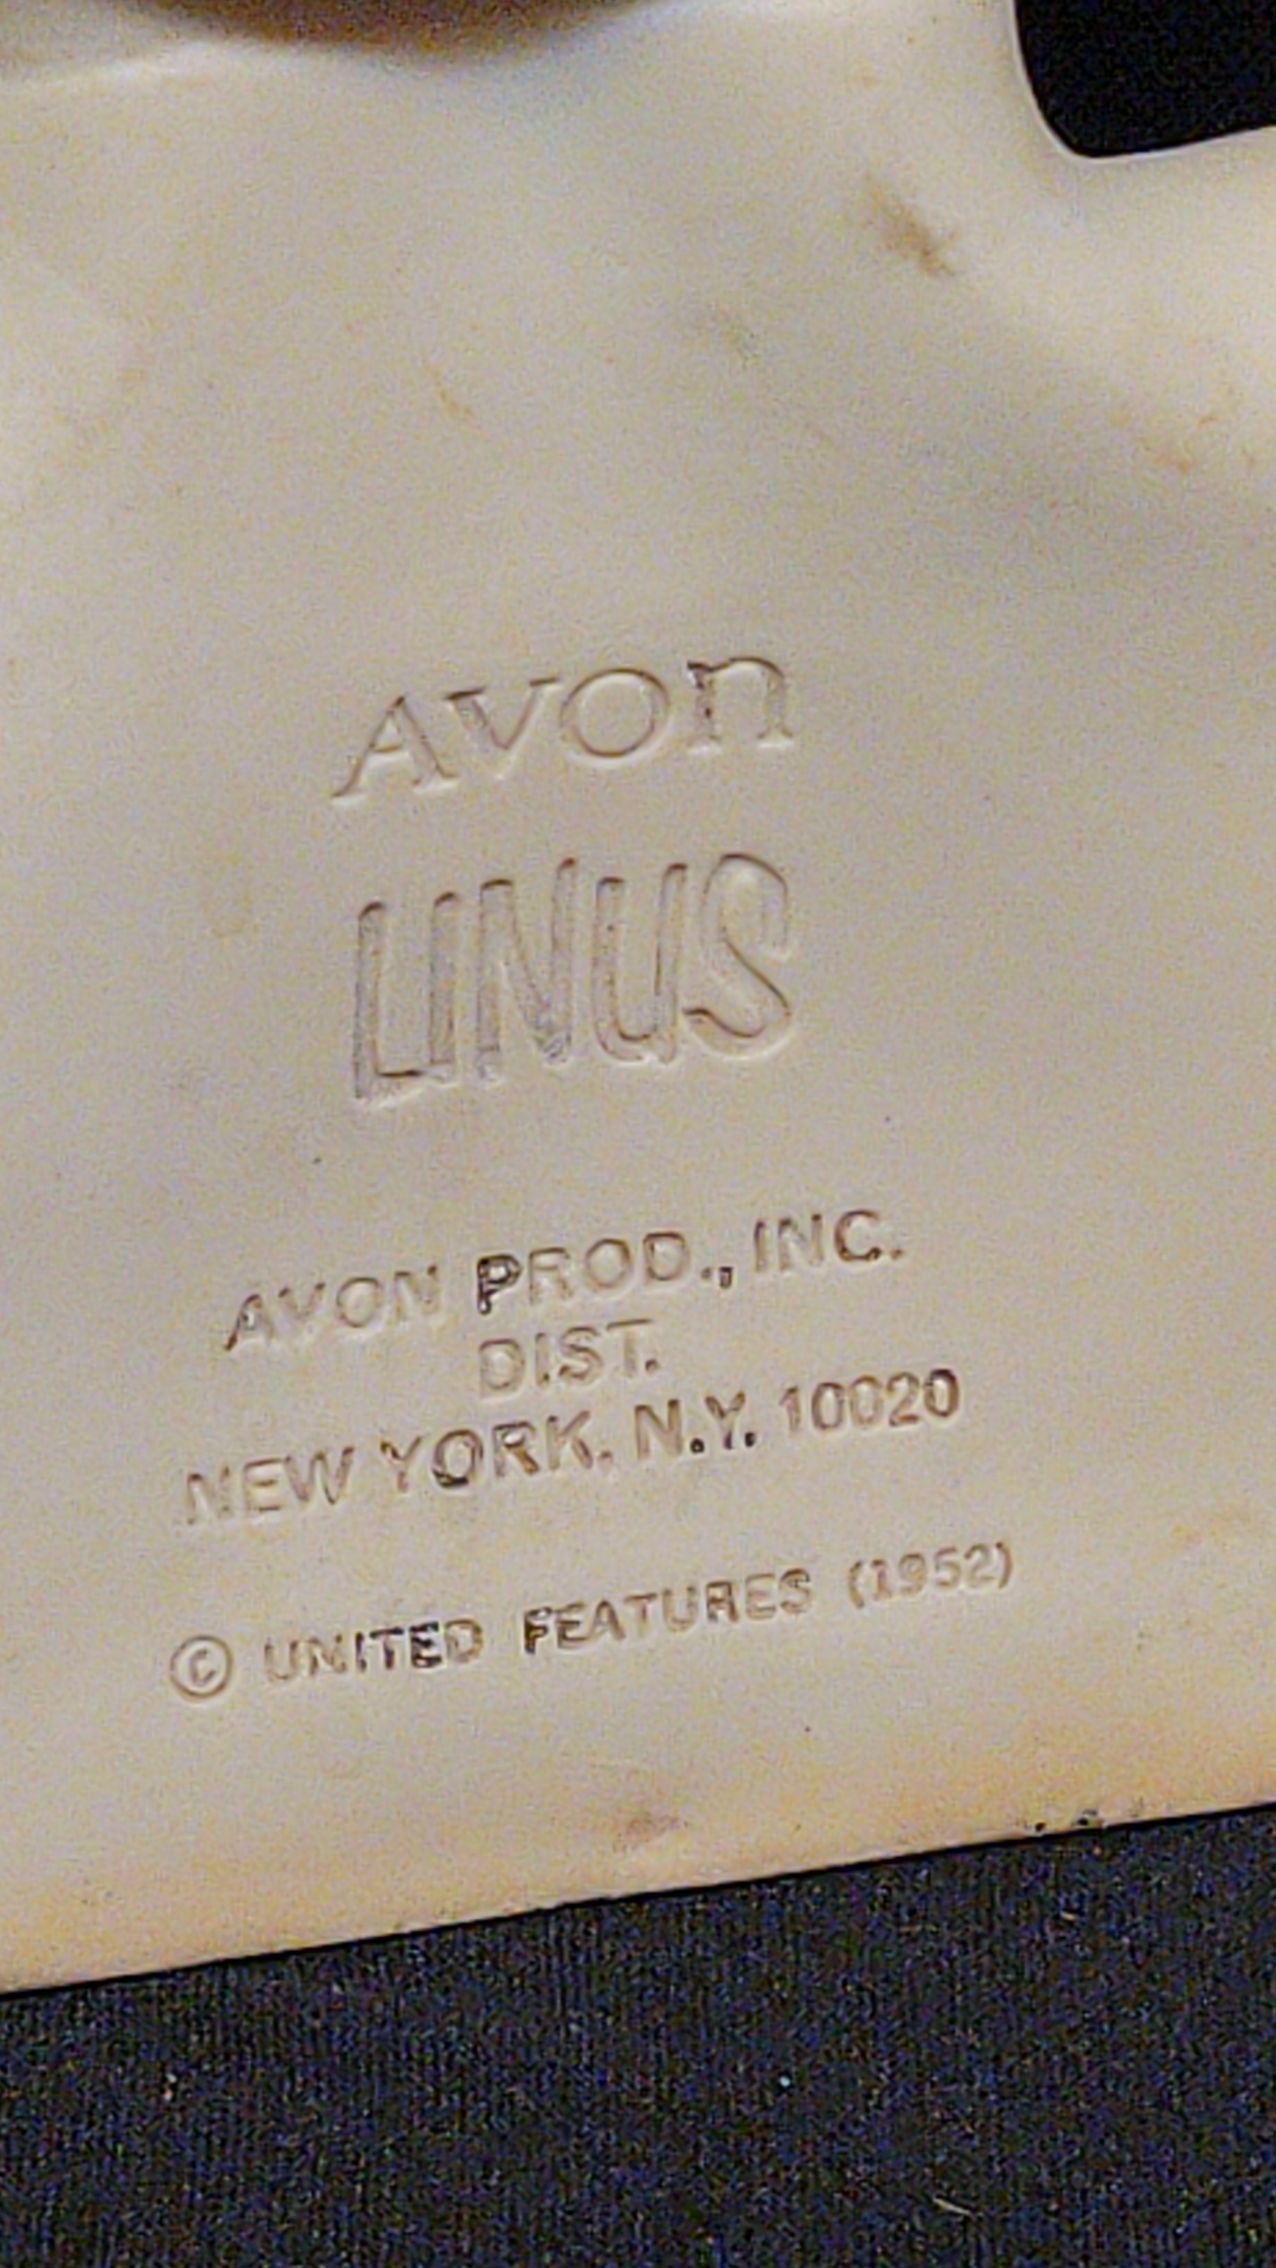 Avon
LINUS
AVON PROD., INC.
DIST.
NEW YORK, N.Y. 10020
© UNITED FEATURES (1952)